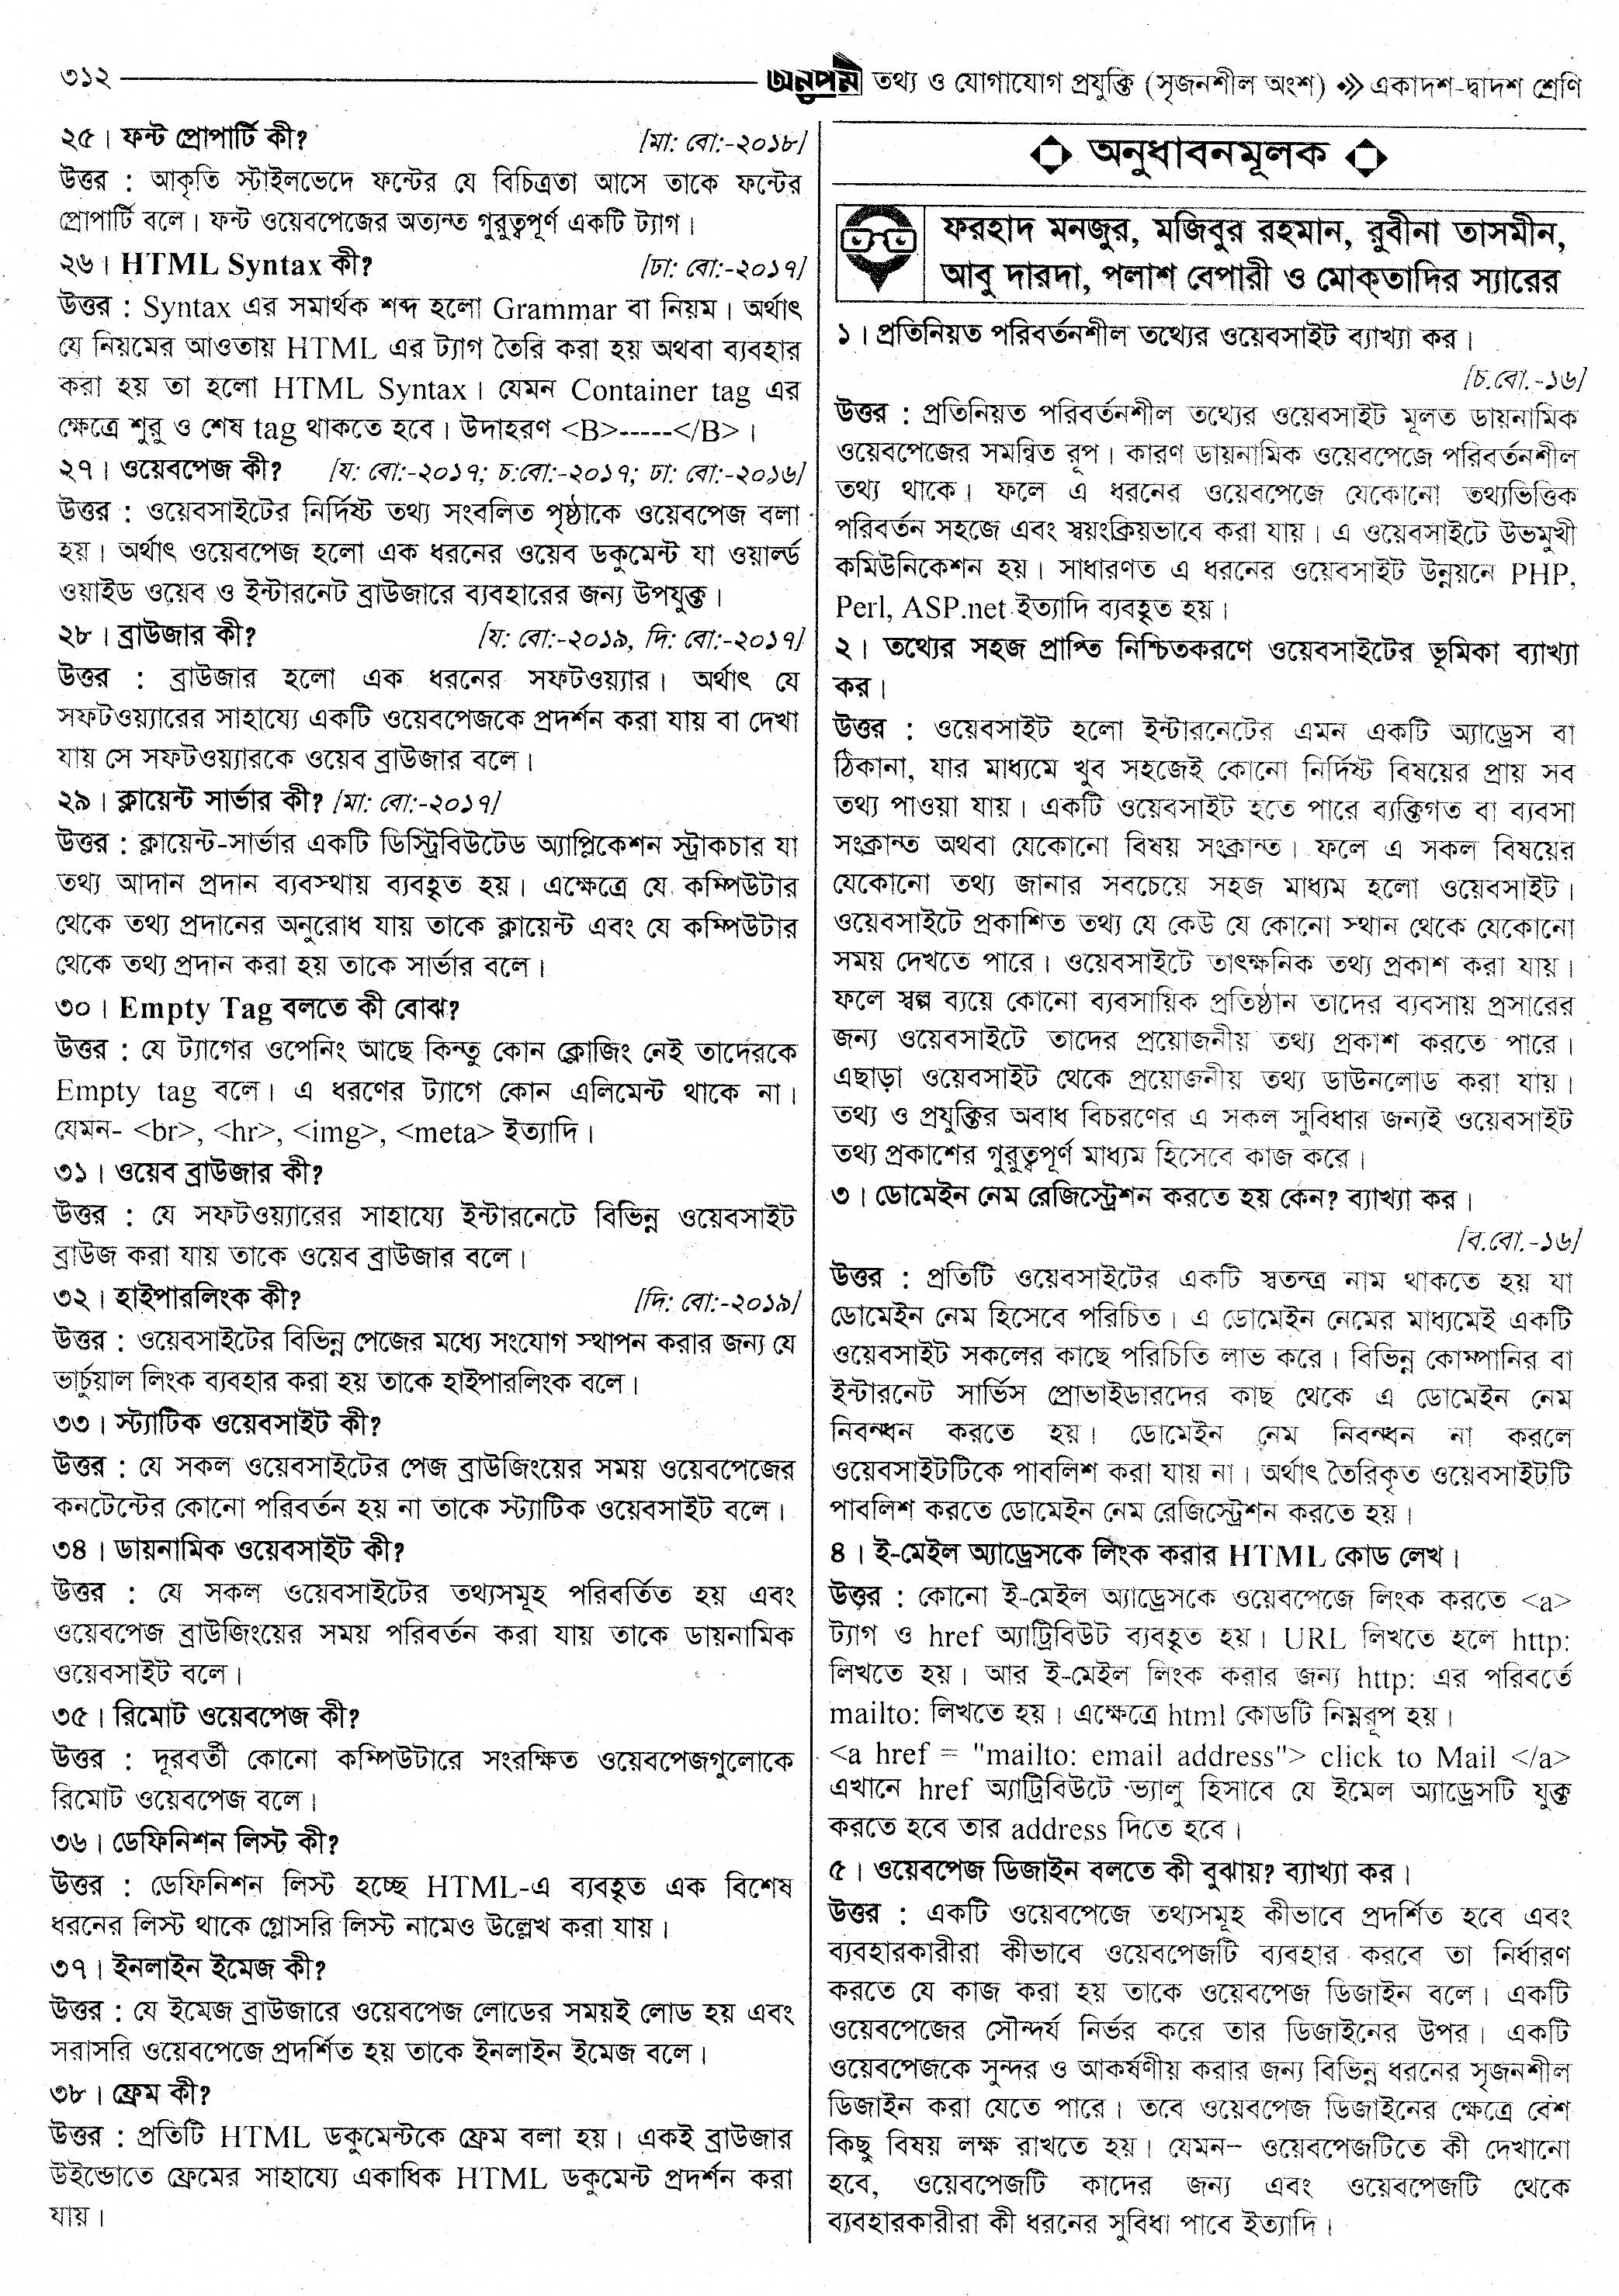 ৩১২
অনুপম তথ্য ও যোগাযোগ প্রযুক্তি (সৃজনশীল অংশ) একাদশ-দ্বাদশ শ্রেণি
২৫। ফন্ট প্রোপার্টি কী? [মা: বো:-২০১৮]
উত্তর : আকৃতি স্টাইলভেদে ফন্টের যে বিচিত্রতা আসে তাকে ফন্টের
প্রোপার্টি বলে। ফন্ট ওয়েবপেজের অত্যন্ত গুরুত্বপূর্ণ একটি ট্যাগ।
২৬। HTML Syntax কী? [ঢা: বো:-২০১৭]
উত্তর : Syntax এর সমার্থক শব্দ হলো Grammar বা নিয়ম। অর্থাৎ
যে নিয়মের আওতায় HTML এর ট্যাগ তৈরি করা হয় অথবা ব্যবহার
করা হয় তা হলো HTML Syntax। যেমন Container tag এর
ক্ষেত্রে শুরু ও শেষ tag থাকতে হবে। উদাহরণ <B>-----</B>।
২৭। ওয়েবপেজ কী? [য: বো:-২০১৭; চ:বো:-২০১৭; ঢা: বো:-২০১৬]
উত্তর : ওয়েবসাইটের নির্দিষ্ট তথ্য সংবলিত পৃষ্ঠাকে ওয়েবপেজ বলা
হয়। অর্থাৎ ওয়েবপেজ হলো এক ধরনের ওয়েব ডকুমেন্ট যা ওয়ার্ল্ড
ওয়াইড ওয়েব ও ইন্টারনেট ব্রাউজারে ব্যবহারের জন্য উপযুক্ত।
২৮। ব্রাউজার কী? [য: বো:-২০১৯, দি: বো:-২০১৭]
উত্তর : ব্রাউজার হলো এক ধরনের সফটওয়্যার। অর্থাৎ যে
সফটওয়্যারের সাহায্যে একটি ওয়েবপেজকে প্রদর্শন করা যায় বা দেখা
যায় সে সফটওয়্যারকে ওয়েব ব্রাউজার বলে।
২৯। ক্লায়েন্ট সার্ভার কী? [মা: বো:-২০১৭]
উত্তর : ক্লায়েন্ট-সার্ভার একটি ডিস্ট্রিবিউটেড অ্যাপ্লিকেশন স্ট্রাকচার যা
তথ্য আদান প্রদান ব্যবস্থায় ব্যবহৃত হয়। এক্ষেত্রে যে কম্পিউটার
থেকে তথ্য প্রদানের অনুরোধ যায় তাকে ক্লায়েন্ট এবং যে কম্পিউটার
থেকে তথ্য প্রদান করা হয় তাকে সার্ভার বলে।
৩০। Empty Tag বলতে কী বোঝ?
উত্তর : যে ট্যাগের ওপেনিং আছে কিন্তু কোন ক্লোজিং নেই তাদেরকে
Empty tag বলে। এ ধরণের ট্যাগে কোন এলিমেন্ট থাকে না।
যেমন- <br>, <hr>, <img>, <meta> ইত্যাদি।
৩১। ওয়েব ব্রাউজার কী?
উত্তর : যে সফটওয়্যারের সাহায্যে ইন্টারনেটে বিভিন্ন ওয়েবসাইট
ব্রাউজ করা যায় তাকে ওয়েব ব্রাউজার বলে।
৩২। হাইপারলিংক কী? [দি: বো:-২০১৯]
উত্তর : ওয়েবসাইটের বিভিন্ন পেজের মধ্যে সংযোগ স্থাপন করার জন্য যে
ভার্চুয়াল লিংক ব্যবহার করা হয় তাকে হাইপারলিংক বলে।
৩৩। স্ট্যাটিক ওয়েবসাইট কী?
উত্তর : যে সকল ওয়েবসাইটের পেজ ব্রাউজিংয়ের সময় ওয়েবপেজের
কনটেন্টের কোনো পরিবর্তন হয় না তাকে স্ট্যাটিক ওয়েবসাইট বলে।
৩৪। ডায়নামিক ওয়েবসাইট কী?
উত্তর : যে সকল ওয়েবসাইটের তথ্যসমূহ পরিবর্তিত হয় এবং
ওয়েবপেজ ব্রাউজিংয়ের সময় পরিবর্তন করা যায় তাকে ডায়নামিক
ওয়েবসাইট বলে।
৩৫। রিমোট ওয়েবপেজ কী?
উত্তর : দূরবর্তী কোনো কম্পিউটারে সংরক্ষিত ওয়েবপেজগুলোকে
রিমোট ওয়েবপেজ বলে।
৩৬। ডেফিনিশন লিস্ট কী?
উত্তর : ডেফিনিশন লিস্ট হচ্ছে HTML-এ ব্যবহৃত এক বিশেষ
ধরনের লিস্ট থাকে গ্লোসরি লিস্ট নামেও উল্লেখ করা যায়।
৩৭। ইনলাইন ইমেজ কী?
উত্তর : যে ইমেজ ব্রাউজারে ওয়েবপেজ লোডের সময়ই লোড হয় এবং
সরাসরি ওয়েবপেজে প্রদর্শিত হয় তাকে ইনলাইন ইমেজ বলে।
৩৮। ফ্রেম কী?
উত্তর : প্রতিটি HTML ডকুমেন্টকে ফ্রেম বলা হয়। একই ব্রাউজার
উইন্ডোতে ফ্রেমের সাহায্যে একাধিক HTML ডকুমেন্ট প্রদর্শন করা
যায়।
অনুধাবনমূলক
ফরহাদ মনজুর, মজিবুর রহমান, রুবীনা তাসমীন,
আবু দারদা, পলাশ বেপারী ও মোক্‌তাদির স্যারের
১। প্রতিনিয়ত পরিবর্তনশীল তথ্যের ওয়েবসাইট ব্যাখ্যা কর।
[চ.বো.-১৬]
উত্তর : প্রতিনিয়ত পরিবর্তনশীল তথ্যের ওয়েবসাইট মূলত ডায়নামিক
ওয়েবপেজের সমন্বিত রূপ। কারণ ডায়নামিক ওয়েবপেজে পরিবর্তনশীল
তথ্য থাকে। ফলে এ ধরনের ওয়েবপেজে যেকোনো তথ্যভিত্তিক
পরিবর্তন সহজে এবং স্বয়ংক্রিয়ভাবে করা যায়। এ ওয়েবসাইটে উভমুখী
কমিউনিকেশন হয়। সাধারণত এ ধরনের ওয়েবসাইট উন্নয়নে PHP,
Perl, ASP.net ইত্যাদি ব্যবহৃত হয়।
২। তথ্যের সহজ প্রাপ্তি নিশ্চিতকরণে ওয়েবসাইটের ভূমিকা ব্যাখ্যা
কর।
উত্তর : ওয়েবসাইট হলো ইন্টারনেটের এমন একটি অ্যাড্রেস বা
ঠিকানা, যার মাধ্যমে খুব সহজেই কোনো নির্দিষ্ট বিষয়ের প্রায় সব
তথ্য পাওয়া যায়। একটি ওয়েবসাইট হতে পারে ব্যক্তিগত বা ব্যবসা
সংক্রান্ত অথবা যেকোনো বিষয় সংক্রান্ত। ফলে এ সকল বিষয়ের
যেকোনো তথ্য জানার সবচেয়ে সহজ মাধ্যম হলো ওয়েবসাইট।
ওয়েবসাইটে প্রকাশিত তথ্য যে কেউ যে কোনো স্থান থেকে যেকোনো
সময় দেখতে পারে। ওয়েবসাইটে তাৎক্ষনিক তথ্য প্রকাশ করা যায়।
ফলে স্বল্প ব্যয়ে কোনো ব্যবসায়িক প্রতিষ্ঠান তাদের ব্যবসায় প্রসারের
জন্য ওয়েবসাইটে তাদের প্রয়োজনীয় তথ্য প্রকাশ করতে পারে।
এছাড়া ওয়েবসাইট থেকে প্রয়োজনীয় তথ্য ডাউনলোড করা যায়।
তথ্য ও প্রযুক্তির অবাধ বিচরণের এ সকল সুবিধার জন্যই ওয়েবসাইট
তথ্য প্রকাশের গুরুত্বপূর্ণ মাধ্যম হিসেবে কাজ করে।
৩। ডোমেইন নেম রেজিস্ট্রেশন করতে হয় কেন? ব্যাখ্যা কর।
[ব.বো.-১৬]
উত্তর : প্রতিটি ওয়েবসাইটের একটি স্বতন্ত্র নাম থাকতে হয় যা
ডোমেইন নেম হিসেবে পরিচিত। এ ডোমেইন নেমের মাধ্যমেই একটি
ওয়েবসাইট সকলের কাছে পরিচিতি লাভ করে। বিভিন্ন কোম্পানির বা
ইন্টারনেট সার্ভিস প্রোভাইডারদের কাছ থেকে এ ডোমেইন নেম
নিবন্ধন করতে হয়। ডোমেইন নেম নিবন্ধন না করলে
ওয়েবসাইটটিকে পাবলিশ করা যায় না। অর্থাৎ তৈরিকৃত ওয়েবসাইটটি
পাবলিশ করতে ডোমেইন নেম রেজিস্ট্রেশন করতে হয়।
৪। ই-মেইল অ্যাড্রেসকে লিংক করার HTML কোড লেখ।
উত্তর : কোনো ই-মেইল অ্যাড্রেসকে ওয়েবপেজে লিংক করতে <a>
ট্যাগ ও href অ্যাট্রিবিউট ব্যবহৃত হয়। URL লিখতে হলে http:
লিখতে হয়। আর ই-মেইল লিংক করার জন্য http: এর পরিবর্তে
mailto: লিখতে হয়। এক্ষেত্রে html কোডটি নিম্নরূপ হয়।
<a href = "mailto: email address"> click to Mail </a>
এখানে href অ্যাট্রিবিউটে ভ্যালু হিসাবে যে ইমেল অ্যাড্রেসটি যুক্ত
করতে হবে তার address দিতে হবে।
৫। ওয়েবপেজ ডিজাইন বলতে কী বুঝায়? ব্যাখ্যা কর।
উত্তর : একটি ওয়েবপেজে তথ্যসমূহ কীভাবে প্রদর্শিত হবে এবং
ব্যবহারকারীরা কীভাবে ওয়েবপেজটি ব্যবহার করবে তা নির্ধারণ
করতে যে কাজ করা হয় তাকে ওয়েবপেজ ডিজাইন বলে। একটি
ওয়েবপেজের সৌন্দর্য নির্ভর করে তার ডিজাইনের উপর। একটি
ওয়েবপেজকে সুন্দর ও আকর্ষণীয় করার জন্য বিভিন্ন ধরনের সৃজনশীল
ডিজাইন করা যেতে পারে। তবে ওয়েবপেজ ডিজাইনের ক্ষেত্রে বেশ
কিছু বিষয় লক্ষ রাখতে হয়। যেমন– ওয়েবপেজটিতে কী দেখানো
হবে, ওয়েবপেজটি কাদের জন্য এবং ওয়েবপেজটি থেকে
ব্যবহারকারীরা কী ধরনের সুবিধা পাবে ইত্যাদি।